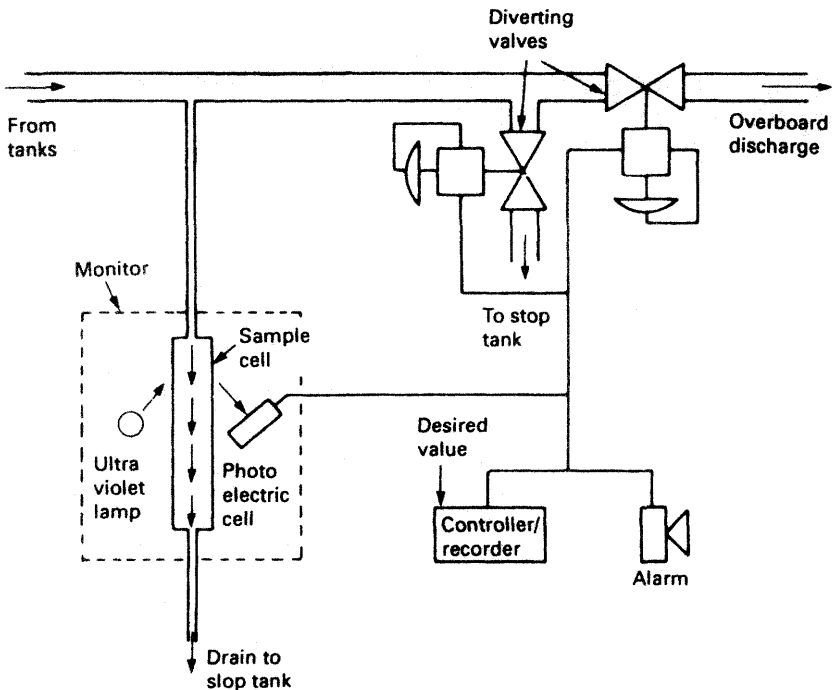 Diverting
valves
From
tanks
Overboard
discharge
Monitor
To stop
tank
Sample
cell
Desired
value
Ultra
violet
lamp
Photo
electric
cell
Controller/
recorder
Alarm
Drain to
slop tank